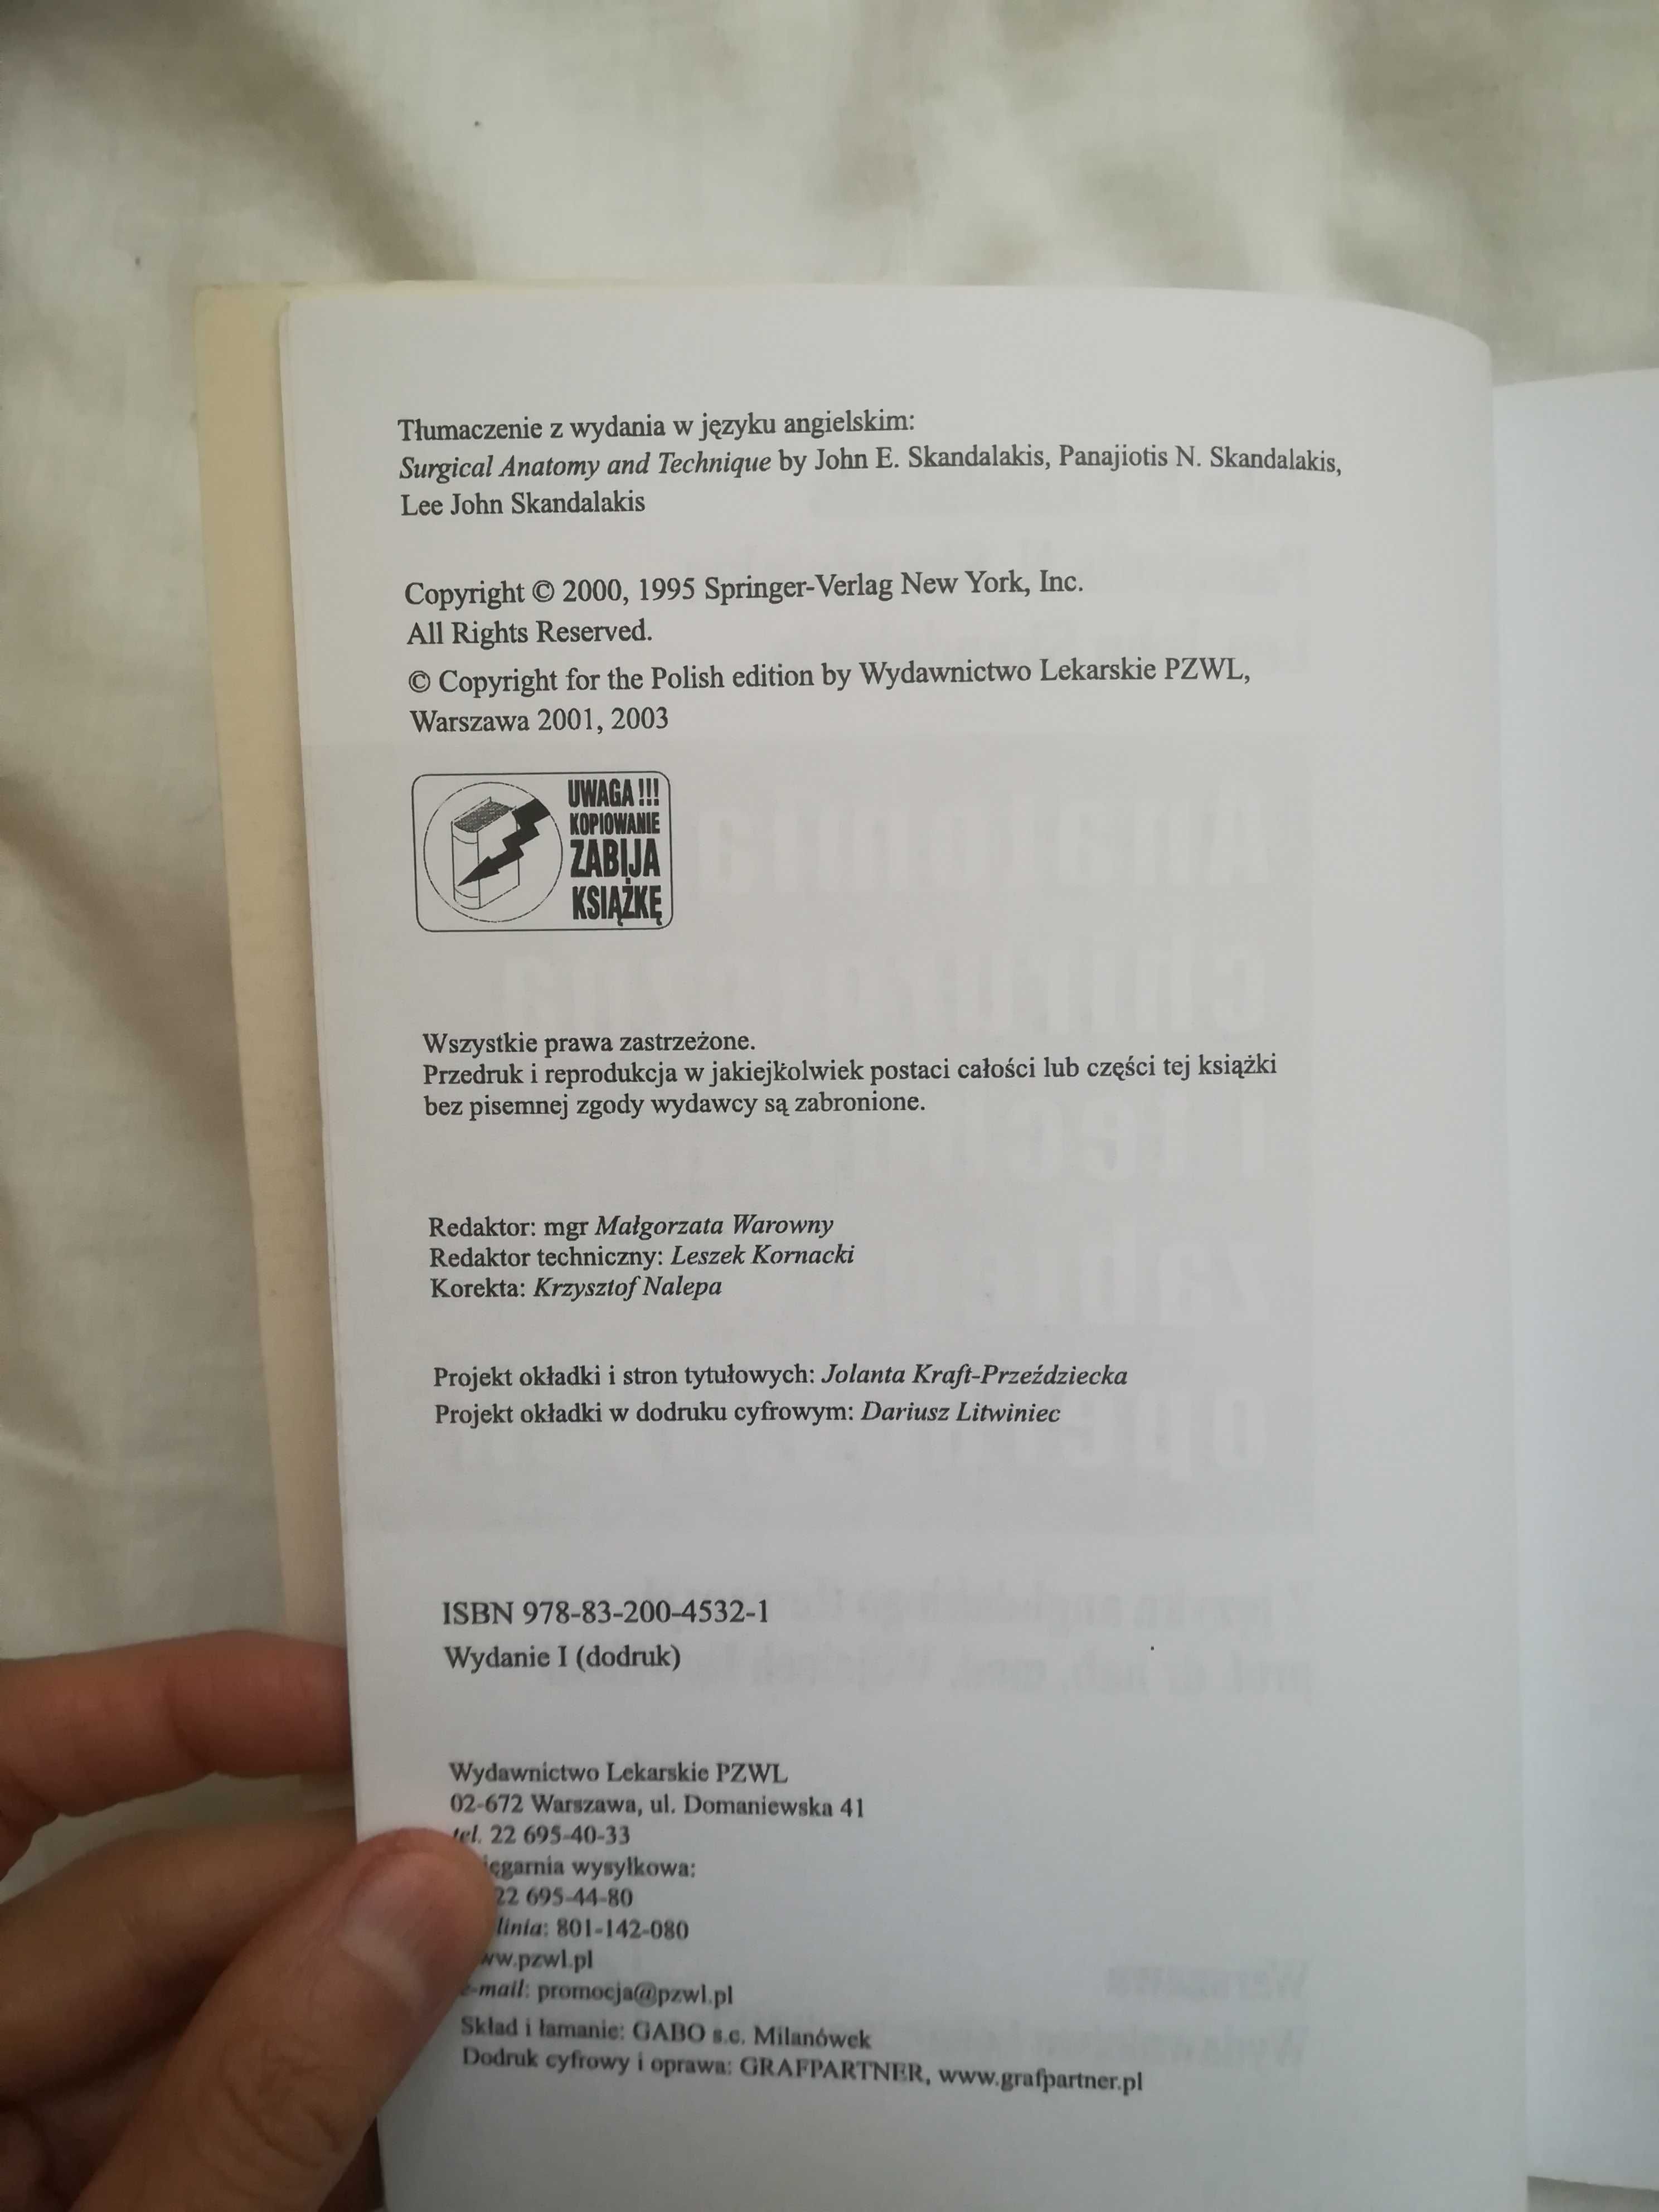 Tłumaczenie z wydania w języku angielskim:
Surgical Anatomy and Technique by John E. Skandalakis, Panajiotis N. Skandalakis,
Lee John Skandalakis
Copyright © 2000, 1995 Springer-Verlag New York, Inc.
All Rights Reserved.
© Copyright for the Polish edition by Wydawnictwo Lekarskie PZWL,
Warszawa 2001, 2003
UWAGA !!!
KOPIOWANIE
ZABIJA
KSIĄŻKĘ
Wszystkie prawa zastrzeżone.
Przedruk i reprodukcja w jakiejkolwiek postaci całości lub części tej książki
bez pisemnej zgody wydawcy są zabronione.
Redaktor: mgr Małgorzata Warowny
Redaktor techniczny: Leszek Kornacki
Korekta: Krzysztof Nalepa
Projekt okładki i stron tytułowych: Jolanta Kraft-Przeździecka
Projekt okładki w dodruku cyfrowym: Dariusz Litwiniec
ISBN 978-83-200-4532-1
Wydanie I (dodruk)
Wydawnictwo Lekarskie PZWL
02-672 Warszawa, ul. Domaniewska 41
tel. 22 695-40-33
wysyłkowa:
22 695-44-80
linia: 801-142-080
www.pzwl.pl
e-mail: promocja@pzwl.pl
Skład i łamanie: GABO s.c. Milanówek
Dodruk cyfrowy i oprawa: GRAFPARTNER, www.grafpartner.pl